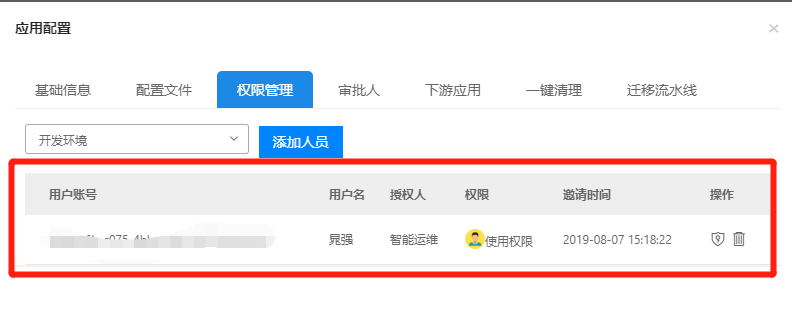 应用配置
基础信息 配置文件 权限管理 审批人 下游应用 一键清理 迁移流水线
开发环境 添加人员
用户账号 用户名 授权人 权限 邀请时间 操作
晁强 智能运维 使用权限 2019-08-07 15:18:22